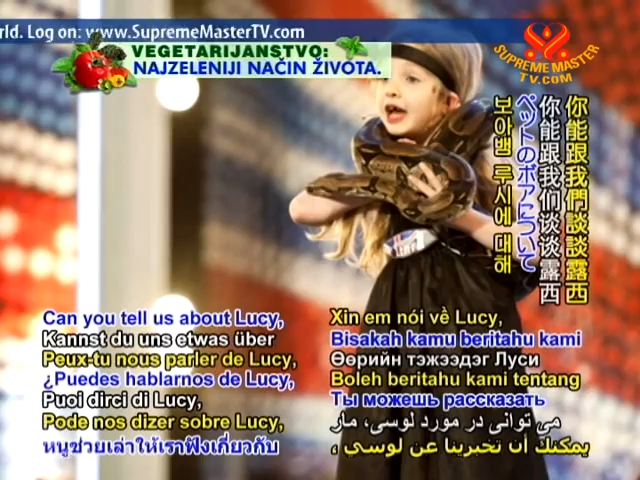 rld. Log on: www.SupremeMasterTV.com
VEGETARIJANSTVO:
NAJZELENIJI NAČIN ŽIVOTA.
SUPREME MASTER
TV.COM
你能跟我們談談露西
你能跟我们谈谈露西
ペットのボアについて
보아뱀 루시에 대해
Can you tell us about Lucy,
Kannst du uns etwas über
Peux-tu nous parler de Lucy,
¿Puedes hablarnos de Lucy,
Puoi dirci di Lucy,
Pode nos dizer sobre Lucy,
หนูช่วยเล่าให้เราฟังเกี่ยวกับ
Xin em nói về Lucy,
Bisakah kamu beritahu kami
Өөрийн тэжээдэг Луси
Boleh beritahu kami tentang
Ты можешь рассказать
می توانی در مورد لوسی، مار
يمكنك أن تخبرينا عن لوسي ،